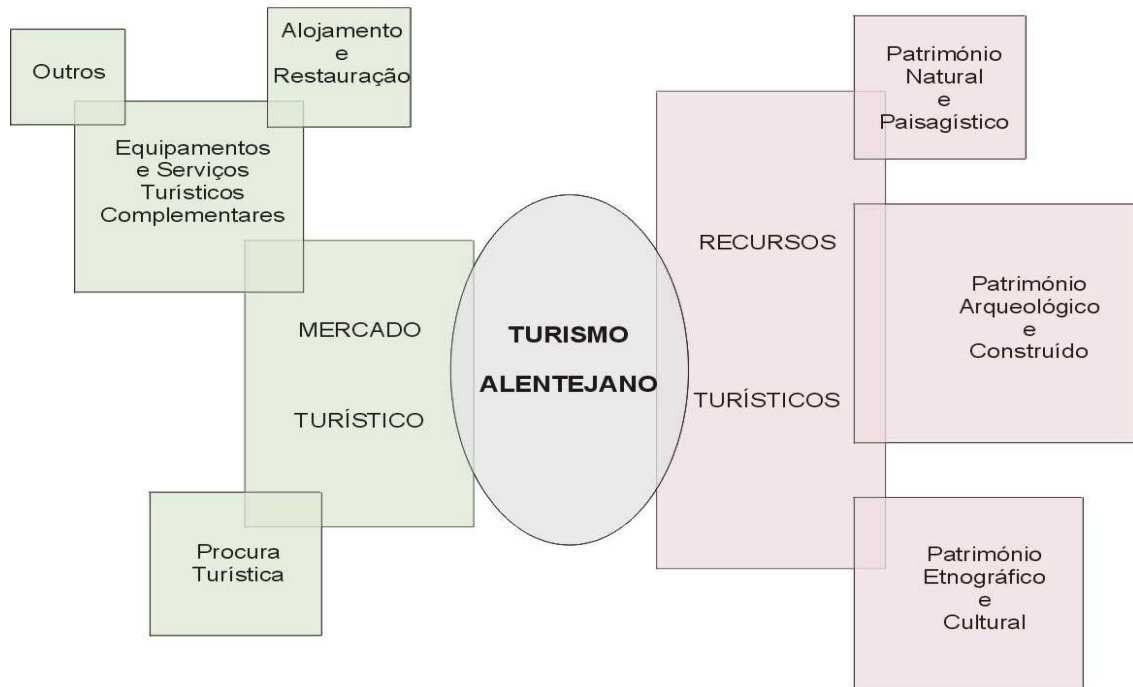 Outros
Alojamento
e
Restauração
Equipamentos
e Serviços
Turísticos
Complementares
MERCADO
TURÍSTICO
Procura
Turística
TURISMO
ALENTEJANO
RECURSOS
TURÍSTICOS
Património
Natural
e
Paisagístico
Património
Arqueológico
e
Construído
Património
Etnográfico
e
Cultural